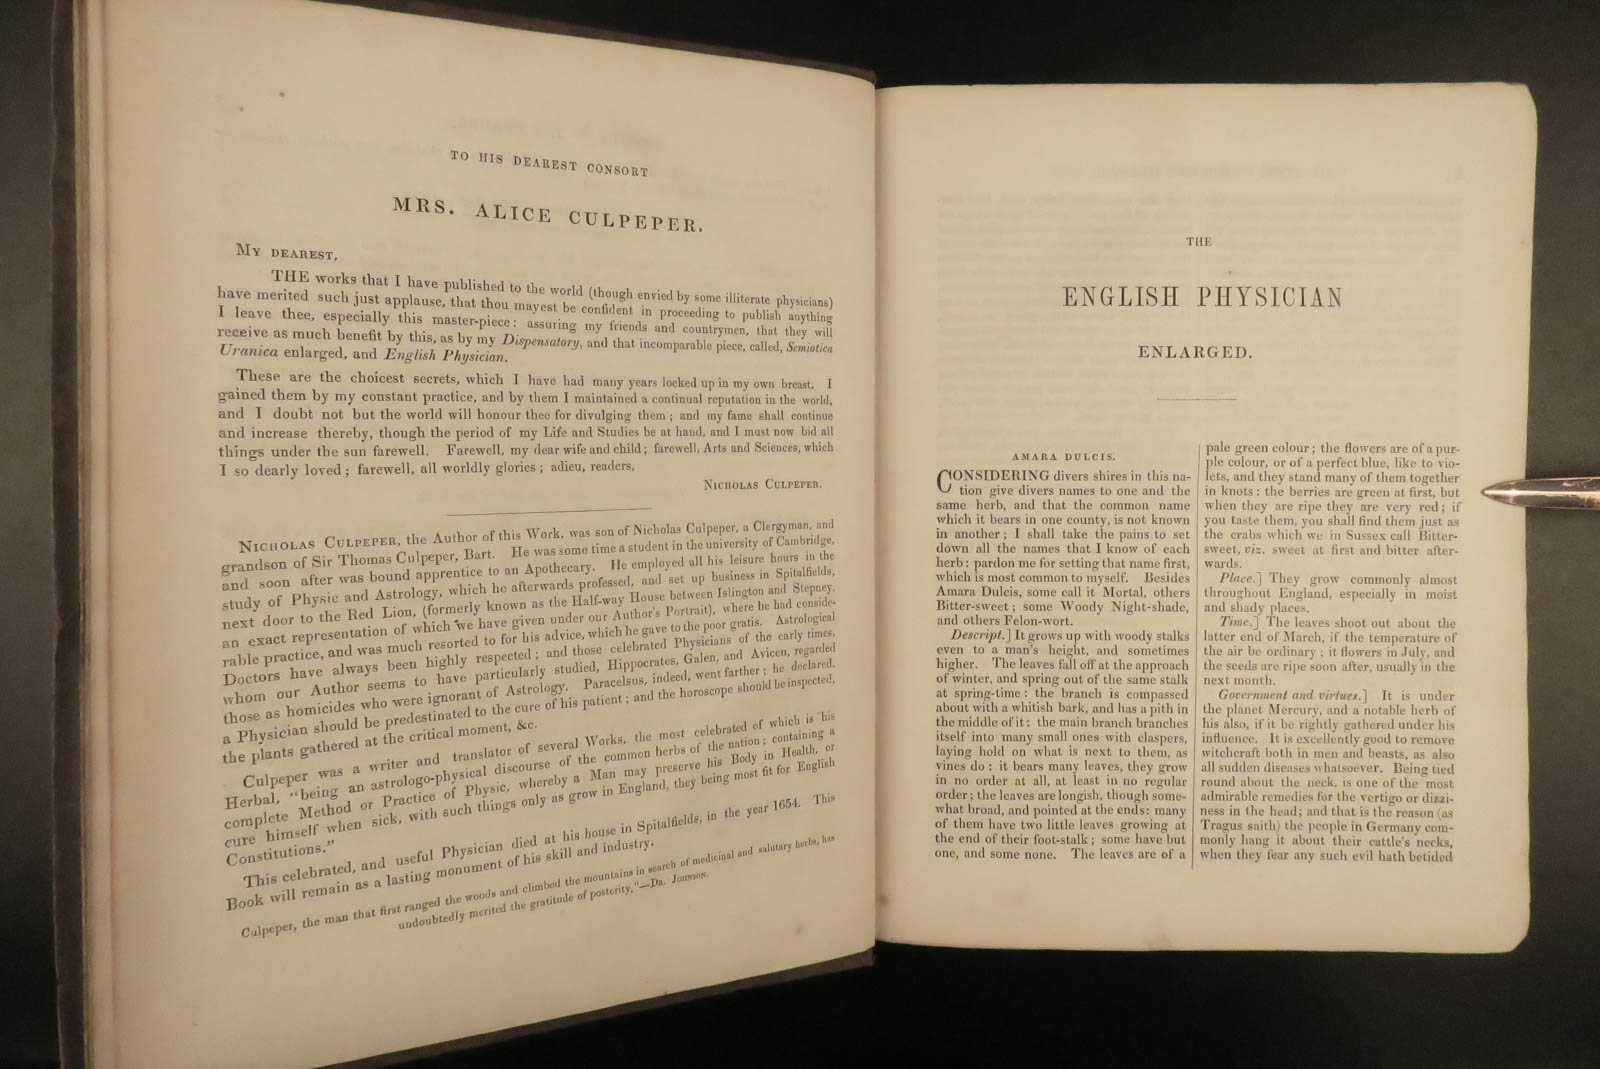 TO HIS DEAREST CONSORT
MRS. ALICE CULPEPER.
MY DEAREST,
THE works that I have published to the world (though envied by some illiterate physicians)
have merited such just applause, that thou mayest be confident in proceeding to publish anything
I leave thee, especially this master-piece: assuring my friends and countrymen, that they will
receive as much benefit by this, as by my Dispensatory, and that incomparable piece, called, Semiotica
Uranica enlarged, and English Physician.
These are the choicest secrets, which I have had many years locked up in my own breast. I
gained them by my constant practice, and by them I maintained a continual reputation in the world,
and I doubt not but the world will honour thee for divulging them; and my fame shall continue
and increase thereby, though the period of my Life and Studies be at hand, and I must now bid all
things under the sun farewell. Farewell, my dear wife and child; farewell, Arts and Sciences, which
I so dearly loved; farewell, all worldly glories; adieu, readers,
NICHOLAS CULPEPER.
NICHOLAS CULPEPER, the Author of this Work, was son of Nicholas Culpeper, a Clergyman, and
grandson of Sir Thomas Culpeper, Bart. He was some time a student in the university of Cambridge,
and soon after was bound apprentice to an Apothecary. He employed all his leisure hours in the
study of Physic and Astrology, which he afterwards professed, and set up business in Spitalfields,
next door to the Red Lion, (formerly known as the Half-way House between Islington and Stepney,
an exact representation of which we have given under our Author's Portrait), where he had conside-
rable practice, and was much resorted to for his advice, which he gave to the poor gratis. Astrological
Doctors have always been highly respected; and those celebrated Physicians of the early times,
whom our Author seems to have particularly studied, Hippocrates, Galen, and Avicen, regarded
those as homicides who were ignorant of Astrology. Paracelsus, indeed, went farther; he declared,
a Physician should be predestinated to the cure of his patient; and the horoscope should be inspected,
the plants gathered at the critical moment, &c.
Culpeper was a writer and translator of several Works, the most celebrated of which is his
Herbal, "being an astrologo-physical discourse of the common herbs of the nation; containing a
complete Method or Practice of Physic, whereby a Man may preserve his Body in Health, or
cure himself when sick, with such things only as grow in England, they being most fit for English
Constitutions."
This celebrated, and useful Physician died at his house in Spitalfields, in the year 1654. This
Book will remain as a lasting monument of his skill and industry.
Culpeper, the man that first ranged the woods and climbed the mountains in search of medicinal and salutary herbs, has
undoubtedly merited the gratitude of posterity."—DR. JOHNSON.
THE
ENGLISH PHYSICIAN
ENLARGED.
AMARA DULCIS.
CONSIDERING divers shires in this na-
tion give divers names to one and the
same herb, and that the common name
which it bears in one county, is not known
in another; I shall take the pains to set
down all the names that I know of each
herb: pardon me for setting that name first,
which is most common to myself. Besides
Amara Dulcis, some call it Mortal, others
Bitter-sweet; some Woody Night-shade,
and others Felon-wort.
Descript.] It grows up with woody stalks
even to a man's height, and sometimes
higher. The leaves fall off at the approach
of winter, and spring out of the same stalk
at spring-time: the branch is compassed
about with a whitish bark, and has a pith in
the middle of it: the main branch branches
itself into many small ones with claspers,
laying hold on what is next to them, as
vines do: it bears many leaves, they grow
in no order at all, at least in no regular
order; the leaves are longish, though some-
what broad, and pointed at the ends: many
of them have two little leaves growing at
the end of their foot-stalk; some have but
one, and some none. The leaves are of a
pale green colour; the flowers are of a pur-
ple colour, or of a perfect blue, like to vio-
lets, and they stand many of them together
in knots: the berries are green at first, but
when they are ripe they are very red; if
you taste them, you shall find them just as
the crabs which we in Sussex call Bitter-
sweet, viz. sweet at first and bitter after-
wards.
Place.] They grow commonly almost
throughout England, especially in moist
and shady places.
Time.] The leaves shoot out about the
latter end of March, if the temperature of
the air be ordinary; it flowers in July, and
the seeds are ripe soon after, usually in the
next month.
Government and virtues.] It is under
the planet Mercury, and a notable herb of
his also, if it be rightly gathered under his
influence. It is excellently good to remove
witchcraft both in men and beasts, as also
all sudden diseases whatsoever. Being tied
round about the neck, is one of the most
admirable remedies for the vertigo or dizzi-
ness in the head; and that is the reason (as
Tragus saith) the people in Germany com-
monly hang it about their cattle's necks,
when they fear any such evil hath betided